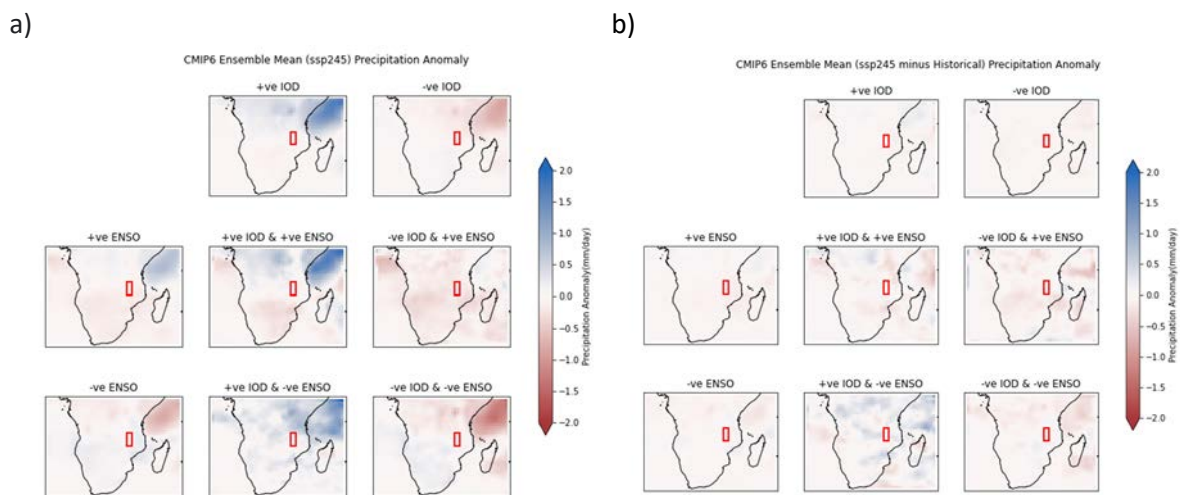 a)
CMIP6 Ensemble Mean (ssp245) Precipitation Anomaly
+ve IOD
-ve IOD
+ve ENSO
+ve IOD & +ve ENSO
-ve IOD & +ve ENSO
-ve ENSO
+ve IOD & -ve ENSO
-ve IOD & -ve ENSO
2.0
1.5
1.0
0.5
0.0
−0.5
−1.0
−1.5
−2.0
Precipitation Anomaly(mm/day)
b)
CMIP6 Ensemble Mean (ssp245 minus Historical) Precipitation Anomaly
+ve IOD
-ve IOD
+ve ENSO
+ve IOD & +ve ENSO
-ve IOD & +ve ENSO
-ve ENSO
+ve IOD & -ve ENSO
-ve IOD & -ve ENSO
2.0
1.5
1.0
0.5
0.0
−0.5
−1.0
−1.5
−2.0
Precipitation Anomaly(mm/day)